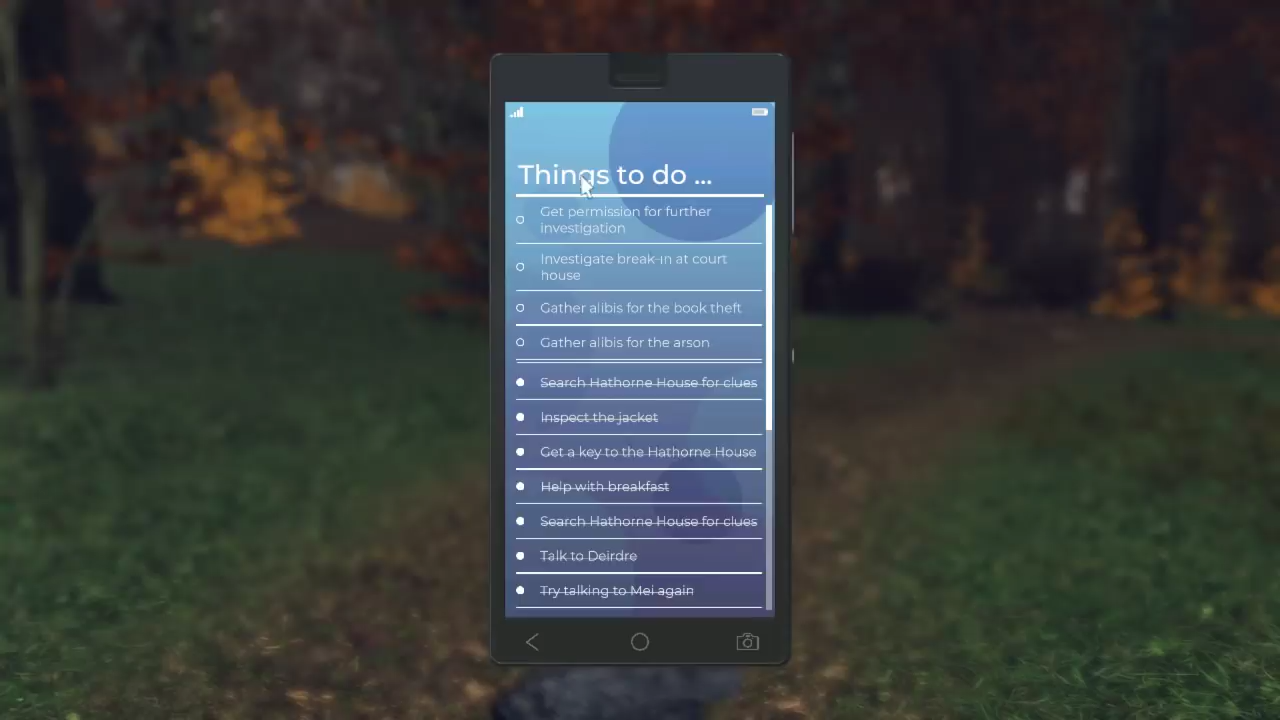 Things to do ...
Get permission for further
investigation
Investigate break-in at court
house
Gather alibis for the book theft
Gather alibis for the arson
Search Hathorne House for clues
Inspect the jacket
Get a key to the Hathorne House
Help with breakfast
Search Hathorne House for clues
Talk to Deirdre
Try talking to Mei again